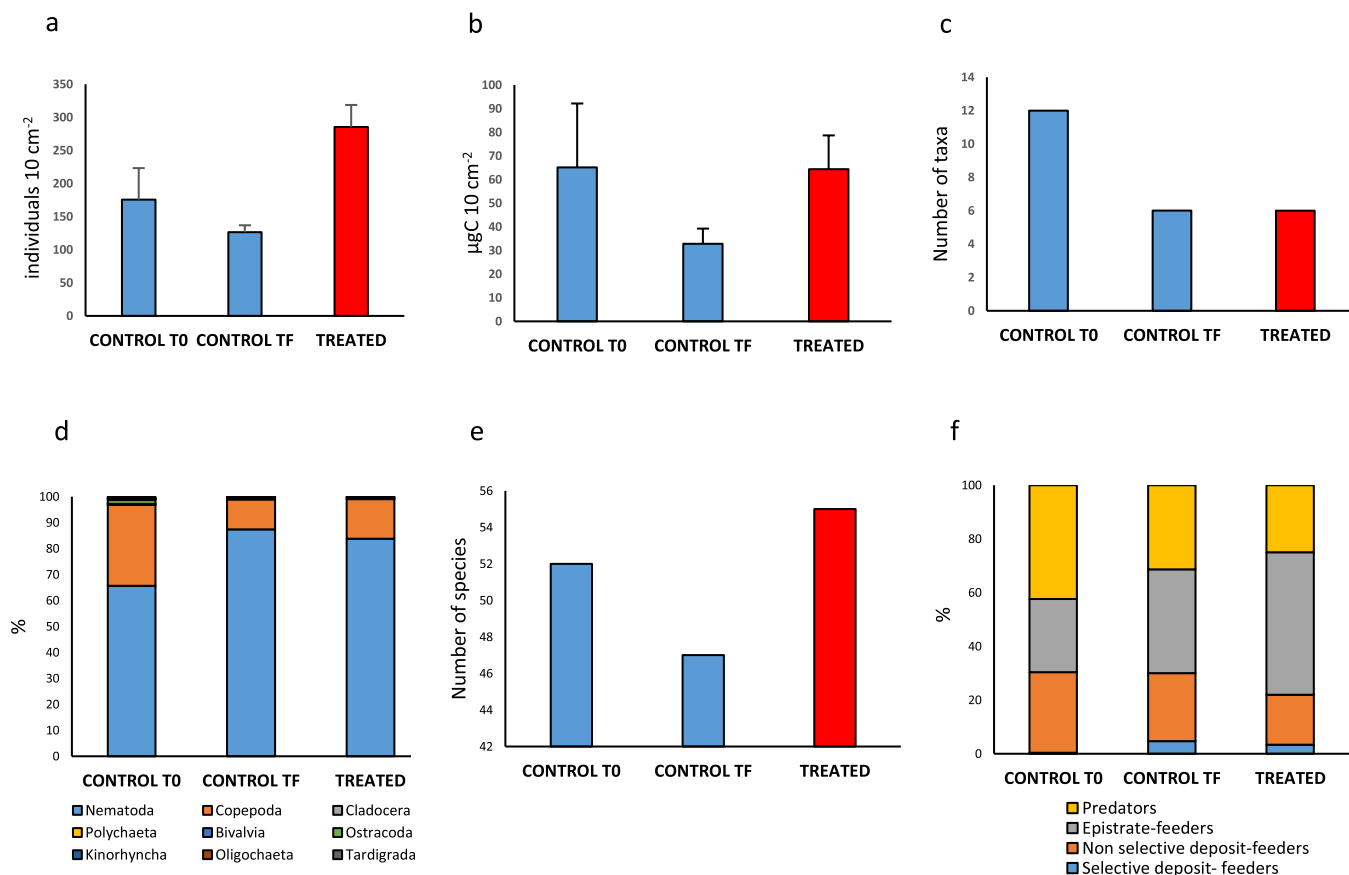 a
individuals 10 cm-2
350
300
250
200
150
100
50
0
CONTROL T0 CONTROL TF TREATED
b
µgC 10 cm-2
100
90
80
70
60
50
40
30
20
10
0
CONTROL T0 CONTROL TF TREATED
c
Number of taxa
14
12
10
8
6
4
2
0
CONTROL T0 CONTROL TF TREATED
d
%
100
90
80
70
60
50
40
30
20
10
0
CONTROL T0 CONTROL TF TREATED
Nematoda Copepoda Cladocera
Polychaeta Bivalvia Ostracoda
Kinorhyncha Oligochaeta Tardigrada
e
Number of species
56
54
52
50
48
46
44
42
CONTROL T0 CONTROL TF TREATED
f
%
100
80
60
40
20
0
CONTROL T0 CONTROL TF TREATED
Predators
Epistrate-feeders
Non selective deposit-feeders
Selective deposit- feeders